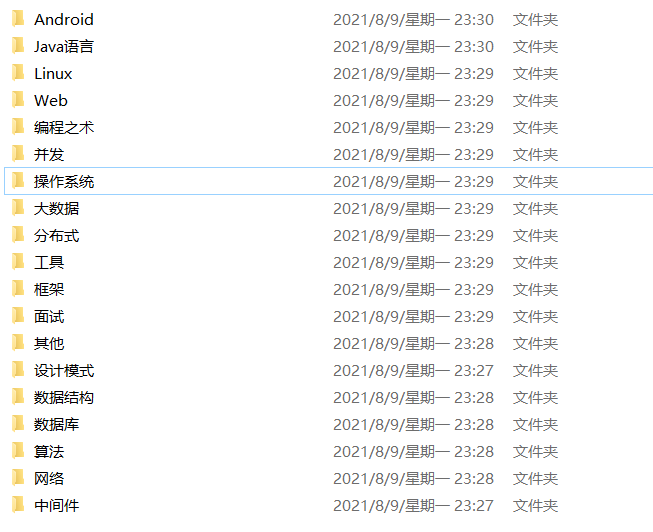 Android 2021/8/9/星期一 23:30 文件夹
Java语言 2021/8/9/星期一 23:30 文件夹
Linux 2021/8/9/星期一 23:29 文件夹
Web 2021/8/9/星期一 23:29 文件夹
编程之术 2021/8/9/星期一 23:29 文件夹
并发 2021/8/9/星期一 23:29 文件夹
操作系统 2021/8/9/星期一 23:29 文件夹
大数据 2021/8/9/星期一 23:29 文件夹
分布式 2021/8/9/星期一 23:29 文件夹
工具 2021/8/9/星期一 23:29 文件夹
框架 2021/8/9/星期一 23:29 文件夹
面试 2021/8/9/星期一 23:29 文件夹
其他 2021/8/9/星期一 23:28 文件夹
设计模式 2021/8/9/星期一 23:27 文件夹
数据结构 2021/8/9/星期一 23:28 文件夹
数据库 2021/8/9/星期一 23:28 文件夹
算法 2021/8/9/星期一 23:28 文件夹
网络 2021/8/9/星期一 23:28 文件夹
中间件 2021/8/9/星期一 23:27 文件夹